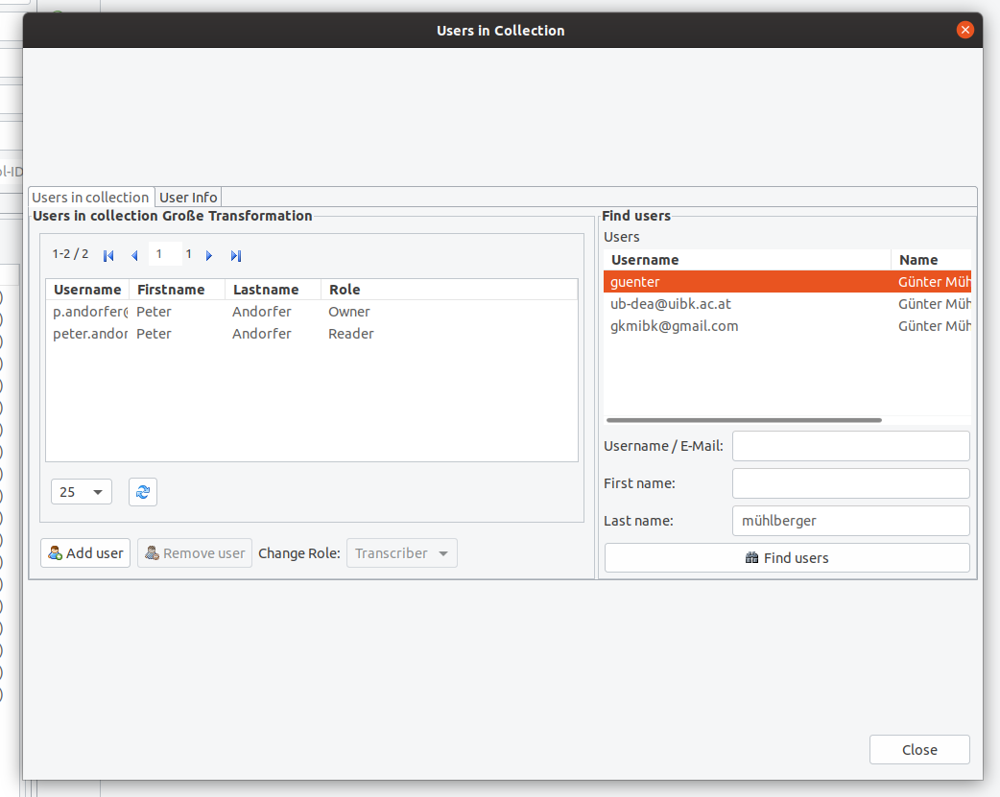 Users in Collection
ol-ID
Users in collection
User Info
Users in collection Große Transformation
1-2 / 2
1
1
Username Firstname Lastname Role
p.andorfer@ Peter Andorfer Owner
peter.andor Peter Andorfer Reader
25
Add user
Remove user
Change Role:
Transcriber
Find users
Users
Username Name
guenter Günter Müh
ub-dea@uibk.ac.at Günter Müh
gkmibk@gmail.com Günter Müh
Username / E-Mail:
First name:
Last name: mühlberger
Find users
Close